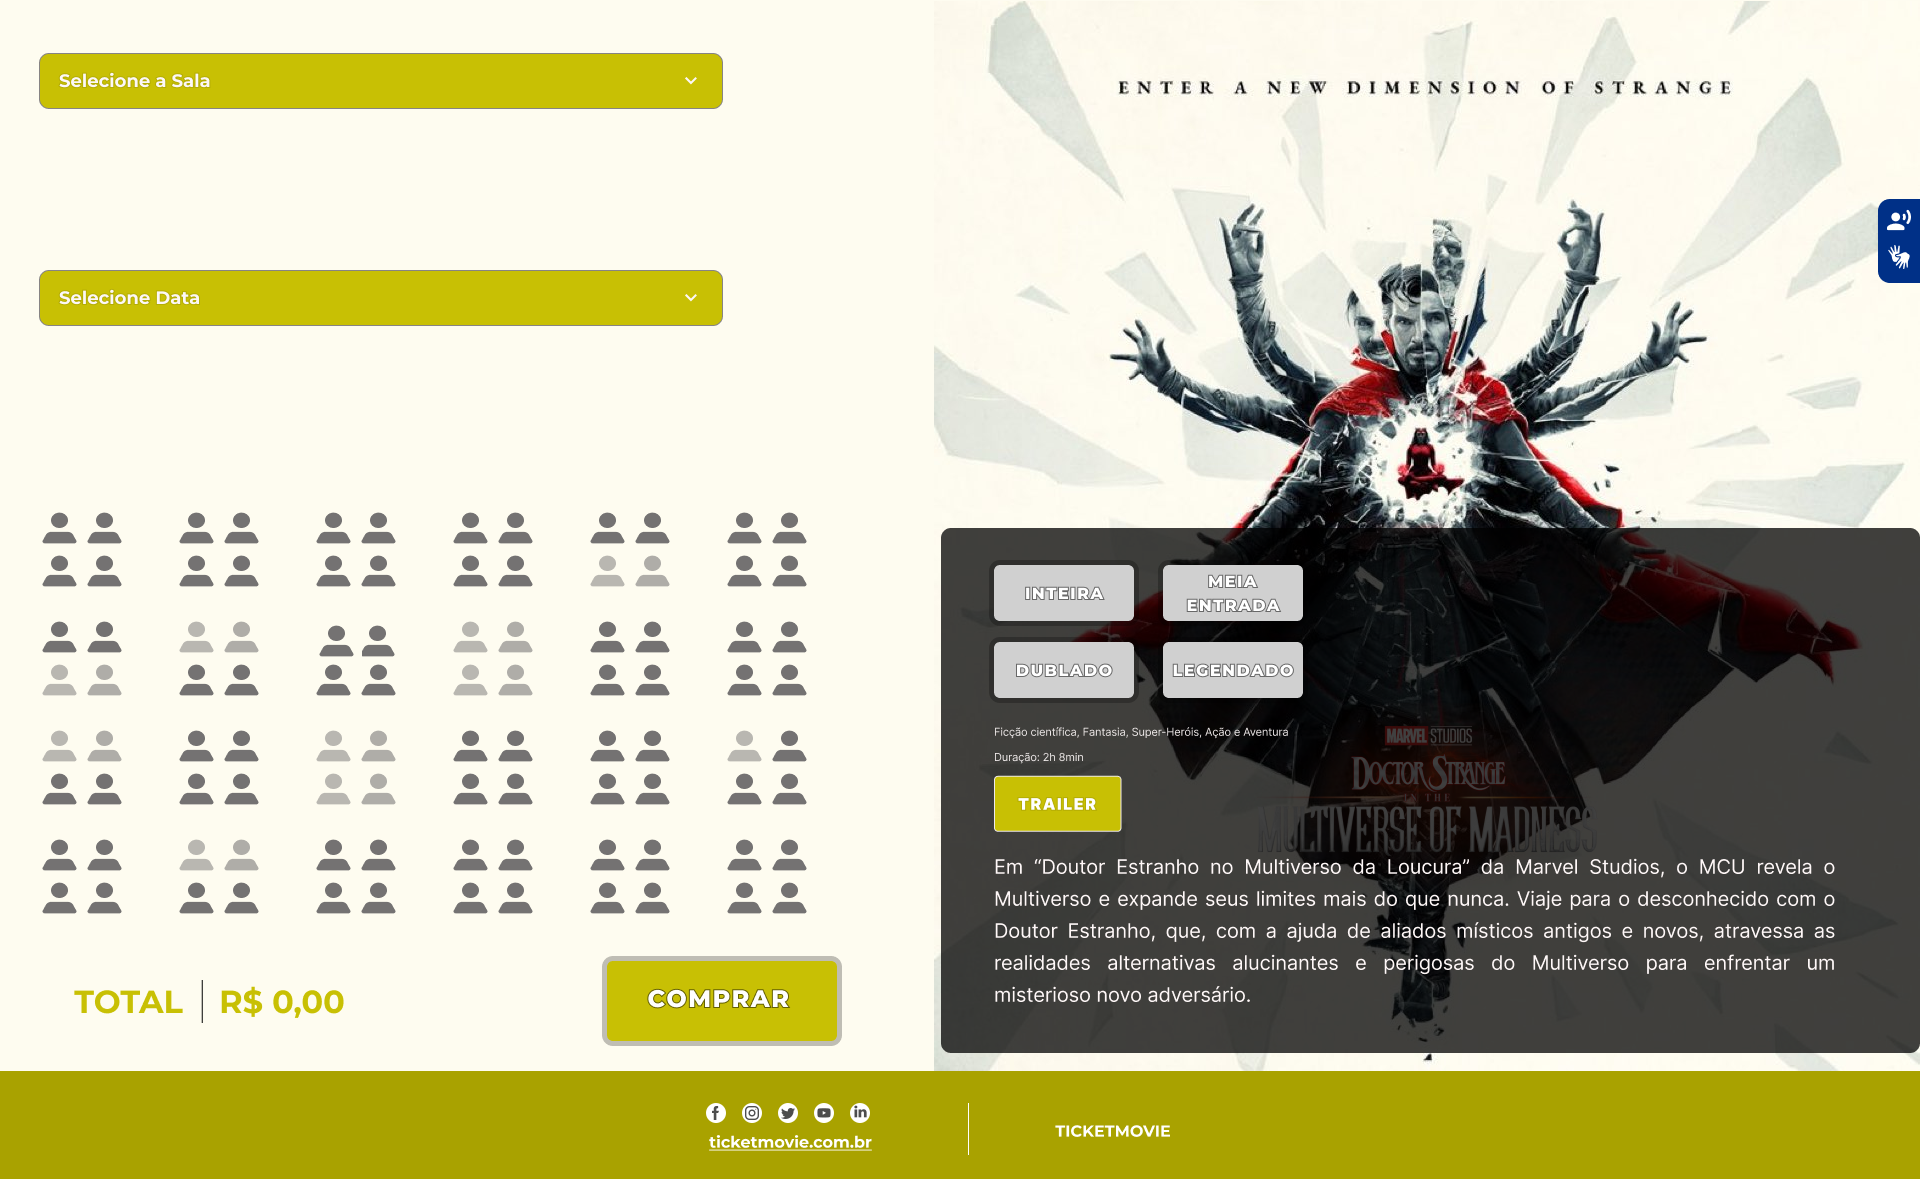 Selecione a Sala
Selecione Data
TOTAL
R$ 0,00
COMPRAR
ENTER A NEW DIMENSION OF STRANGE
INTEIRA
MEIA
ENTRADA
DUBLADO
LEGENDADO
Ficção científica, Fantasia, Super-Heróis, Ação e Aventura
Duração: 2h 8min
TRAILER
MARVEL STUDIOS
DOCTOR STRANGE
IN THE
MULTIVERSE OF MADNESS
Em “Doutor Estranho no Multiverso da Loucura” da Marvel Studios, o MCU revela o
Multiverso e expande seus limites mais do que nunca. Viaje para o desconhecido com o
Doutor Estranho, que, com a ajuda de aliados místicos antigos e novos, atravessa as
realidades alternativas alucinantes e perigosas do Multiverso para enfrentar um
misterioso novo adversário.
ticketmovie.com.br
TICKETMOVIE